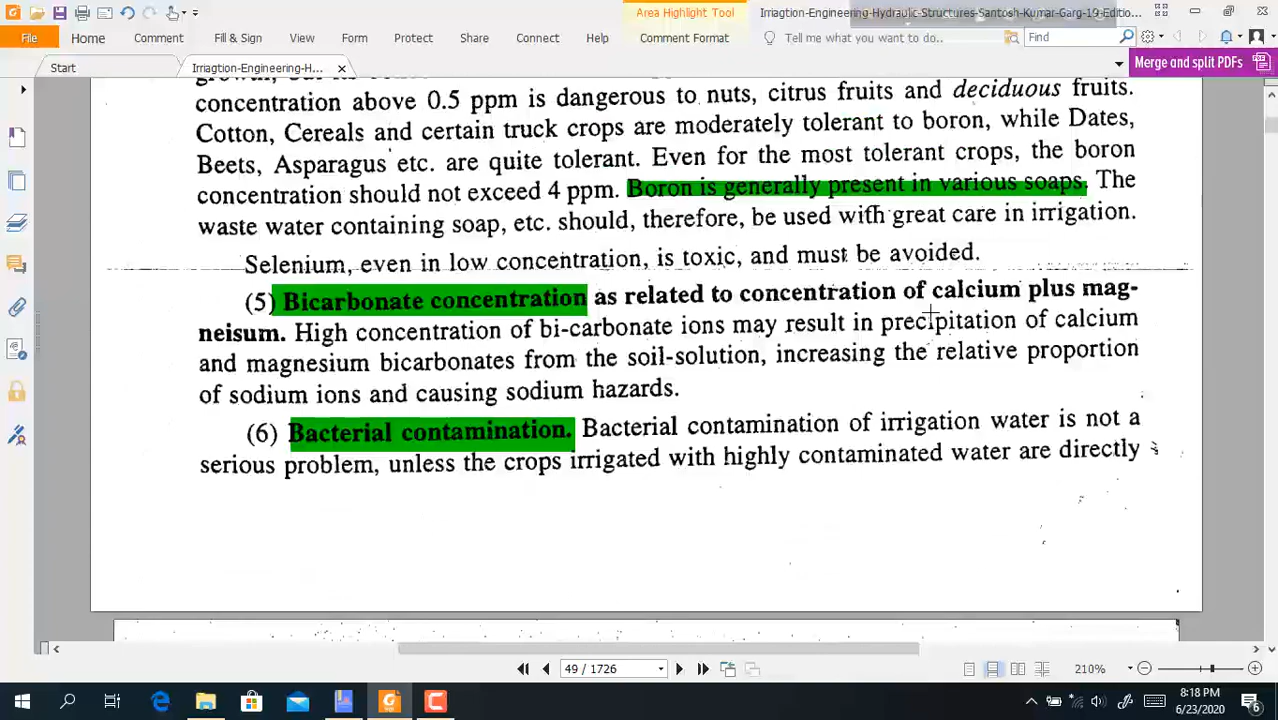 Area Highlight Tool
Irriagtion-Engineering-Hydraulic-Structures-Santosh-Kumar-Garg-19-Editio...
File Home Comment Fill & Sign View Form Protect Share Connect Help Comment Format Tell me what you want to do.. Find
Start Irriagtion-Engineering-H... Merge and split PDFs
concentration above 0.5 ppm is dangerous to nuts, citrus fruits and deciduous fruits.
Cotton, Cereals and certain truck crops are moderately tolerant to boron, while Dates,
Beets, Asparagus etc. are quite tolerant. Even for the most tolerant crops, the boron
concentration should not exceed 4 ppm. Boron is generally present in various soaps. The
waste water containing soap, etc. should, therefore, be used with great care in irrigation.
Selenium, even in low concentration, is toxic, and must be avoided.
(5) Bicarbonate concentration as related to concentration of calcium plus mag-
neisum. High concentration of bi-carbonate ions may result in precipitation of calcium
and magnesium bicarbonates from the soil-solution, increasing the relative proportion
of sodium ions and causing sodium hazards.
(6) Bacterial contamination. Bacterial contamination of irrigation water is not a
serious problem, unless the crops irrigated with highly contaminated water are directly
49 / 1726 210%
8:18 PM
6/23/2020
6